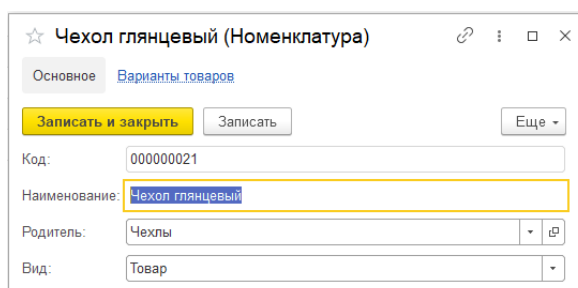 Чехол глянцевый (Номенклатура)
Основное Варианты товаров
Записать и закрыть Записать Еще
Код: 000000021
Наименование: Чехол глянцевый
Родитель: Чехлы
Вид: Товар